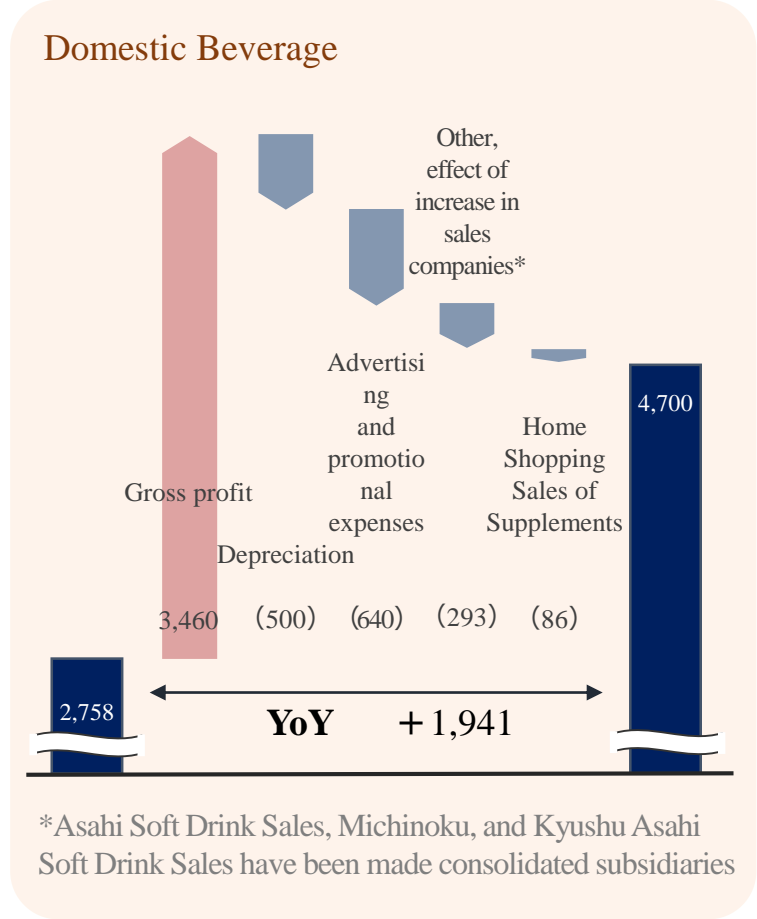 Domestic Beverage
Other,
effect of
increase in
sales
companies*
Advertisi
ng
and
promotio
nal
expenses
Home
Shopping
Sales of
Supplements
Gross profit
Depreciation
3,460
（500）
（640）
（293）
（86）
2,758
4,700
YoY ＋1,941
*Asahi Soft Drink Sales, Michinoku, and Kyushu Asahi
Soft Drink Sales have been made consolidated subsidiaries